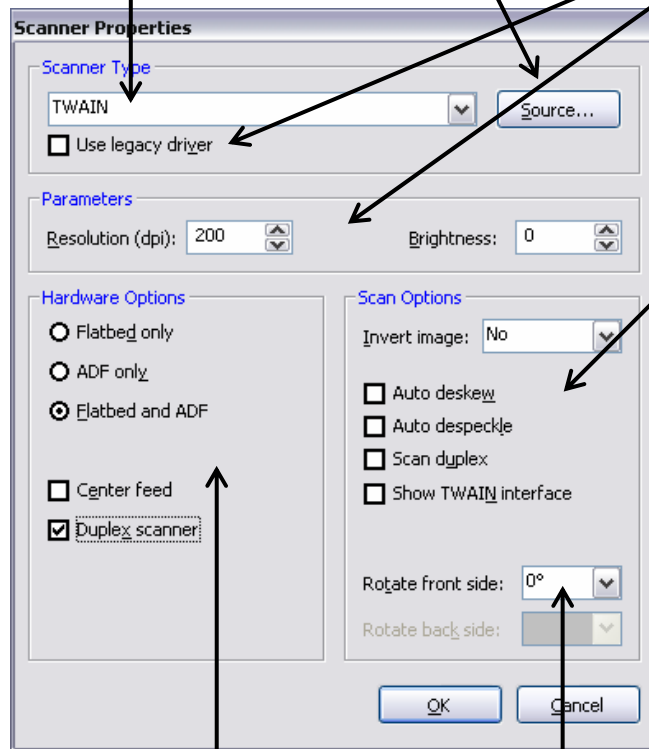 Scanner Properties
Scanner Type
TWAIN
Source...
Use legacy driver
Parameters
Resolution (dpi): 200
Brightness: 0
Hardware Options
Flatbed only
ADF only
Flatbed and ADF
Center feed
Duplex scanner
Scan Options
Invert image: No
Auto deskew
Auto despeckle
Scan duplex
Show TWAIN interface
Rotate front side: 0°
Rotate back side:
OK
Cancel